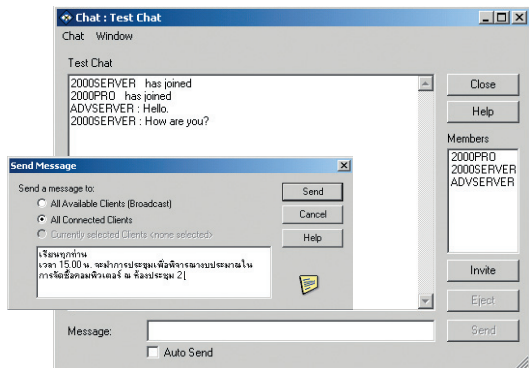 Chat : Test Chat
Chat Window
Test Chat
2000SERVER has joined
2000PRO has joined
ADVSERVER : Hello.
2000SERVER : How are you?
Close
Help
Members
2000PRO
2000SERVER
ADVSERVER
Invite
Eject
Send
Message:
Auto Send
Send Message
Send a message to:
All Available Clients (Broadcast)
All Connected Clients
Currently selected Clients <none selected>
Send
Cancel
Help
เรียนทุกท่าน
เวลา 15.00 น. จะทำการประชุมเพื่อพิจารณางบประมาณใน
การจัดซื้อคอมพิวเตอร์ ณ ห้องประชุม 2